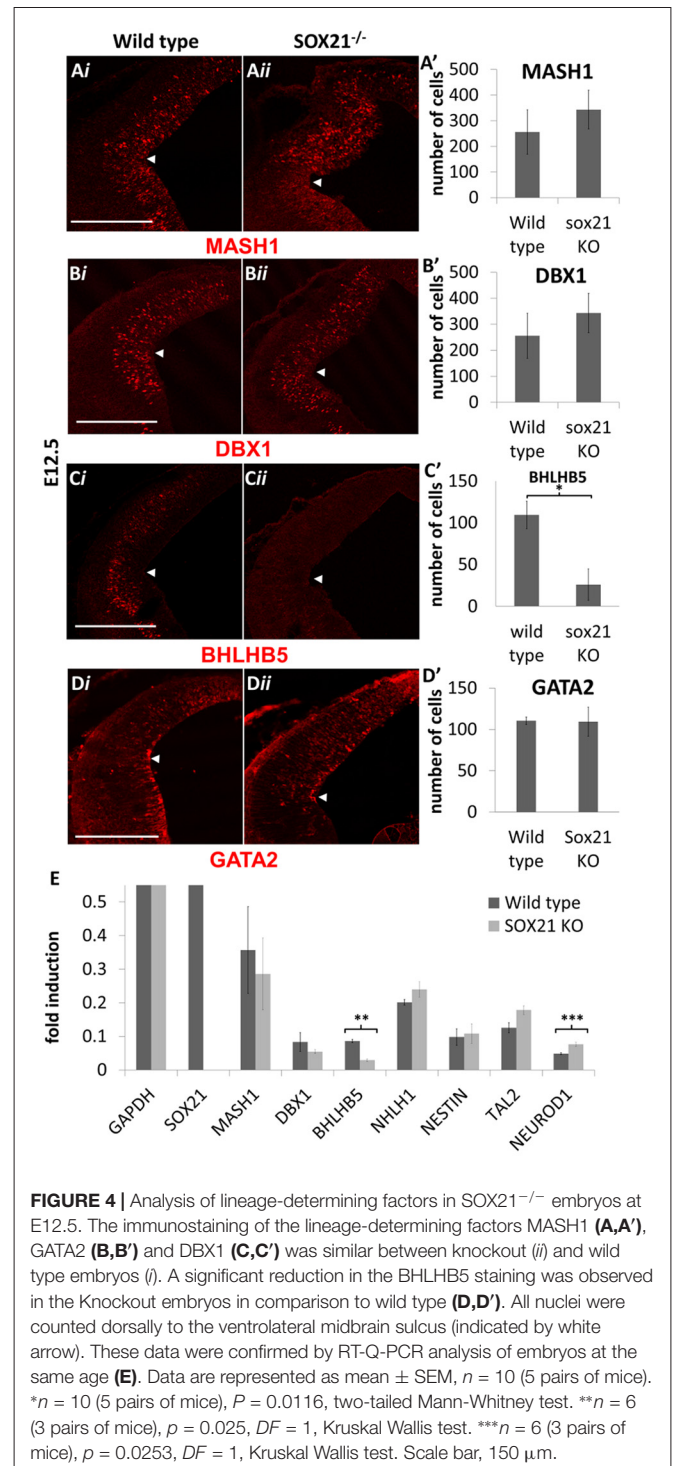 Wild type SOX21-/-
Ai Aii A’ MASH1
500
400
300
200
100
0
number of cells
Wild type sox21 KO
MASH1
Bi Bii B’ DBX1
500
400
300
200
100
0
number of cells
Wild type sox21 KO
DBX1
E12.5
Ci Cii C’ BHLHB5
*
150
100
50
0
number of cells
wild type sox21 KO
BHLHB5
Di Dii D’ GATA2
150
100
50
0
number of cells
Wild type Sox21 KO
GATA2
E
Wild type
SOX21 KO
0.5
0.4
0.3
0.2
0.1
0
fold induction
** ***
GAPDH SOX21 MASH1 DBX1 BHLHB5 NHLH1 NESTIN TAL2 NEUROD1
FIGURE 4 | Analysis of lineage-determining factors in SOX21−/− embryos at
E12.5. The immunostaining of the lineage-determining factors MASH1 (A,A′),
GATA2 (B,B′) and DBX1 (C,C′) was similar between knockout (ii) and wild
type embryos (i). A significant reduction in the BHLHB5 staining was observed
in the Knockout embryos in comparison to wild type (D,D′). All nuclei were
counted dorsally to the ventrolateral midbrain sulcus (indicated by white
arrow). These data were confirmed by RT-Q-PCR analysis of embryos at the
same age (E). Data are represented as mean ± SEM, n = 10 (5 pairs of mice).
*n = 10 (5 pairs of mice), P = 0.0116, two-tailed Mann-Whitney test. **n = 6
(3 pairs of mice), p = 0.025, DF = 1, Kruskal Wallis test. ***n = 6 (3 pairs of
mice), p = 0.0253, DF = 1, Kruskal Wallis test. Scale bar, 150 μm.